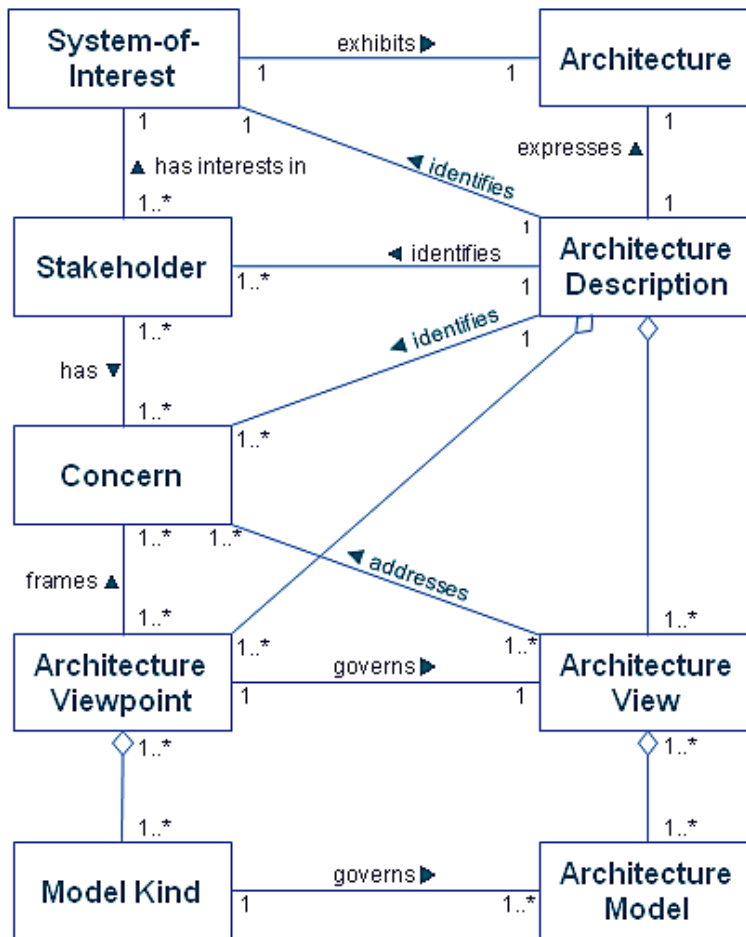 System-of-
Interest
exhibits ▶
Architecture
1
1
1
1
1
▲ has interests in
◀ identifies
expresses ▲
1..*
1
1
Stakeholder
◀ identifies
Architecture
Description
1..*
1
1..*
◀ identifies
1
has ▼
1..*
1..*
Concern
1..*
1..*
◀ addresses
frames ▲
1..*
1..*
1..*
1..*
Architecture
Viewpoint
governs ▶
Architecture
View
1
1
1..*
1..*
1..*
1..*
Model Kind
governs ▶
Architecture
Model
1
1..*